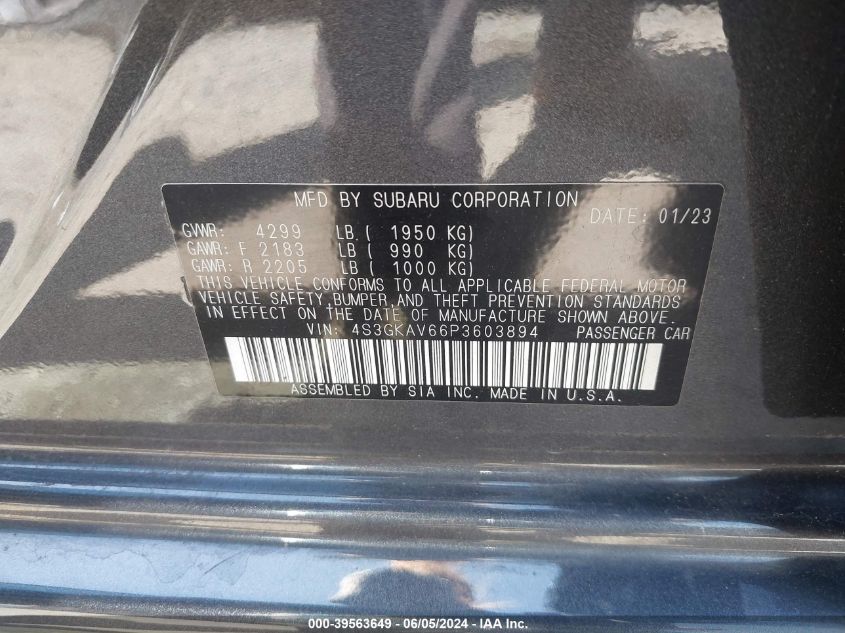 MFD BY SUBARU CORPORATION
DATE: 01/23
GVWR: 4299 LB ( 1950 KG)
GAWR: F 2183 LB ( 990 KG)
GAWR: R 2205 LB ( 1000 KG)
THIS VEHICLE CONFORMS TO ALL APPLICABLE FEDERAL MOTOR
VEHICLE SAFETY, BUMPER, AND THEFT PREVENTION STANDARDS
IN EFFECT ON THE DATE OF MANUFACTURE SHOWN ABOVE.
VIN: 4S3GKAV66P3603894 PASSENGER CAR
ASSEMBLED BY SIA INC. MADE IN U.S.A.
000-39563649 - 06/05/2024 - IAA Inc.